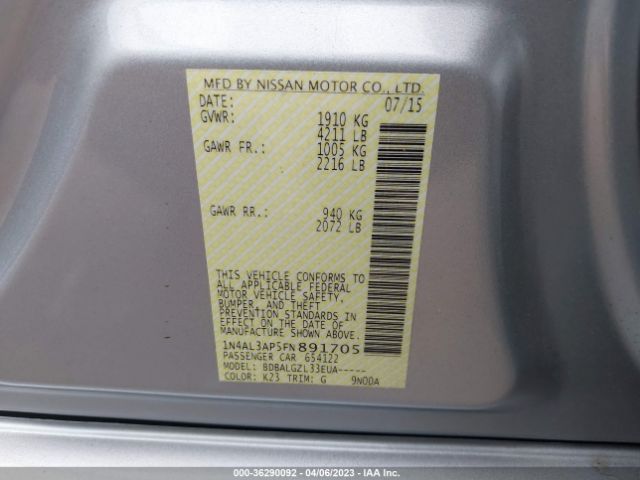 MFD BY NISSAN MOTOR CO., LTD.
DATE: 07/15
GVWR: 1910 KG
4211 LB
GAWR FR.: 1005 KG
2216 LB
GAWR RR.: 940 KG
2072 LB
THIS VEHICLE CONFORMS TO
ALL APPLICABLE FEDERAL
MOTOR VEHICLE SAFETY,
BUMPER, AND THEFT
PREVENTION STANDARDS
IN EFFECT ON THE DATE OF
MANUFACTURE SHOWN ABOVE.
1N4AL3AP5FN891705
PASSENGER CAR 654122
MODEL: BDBALGZL33EUA-----
COLOR: K23 TRIM: G 9N00A
000-36290092 - 04/06/2023 - IAA Inc.